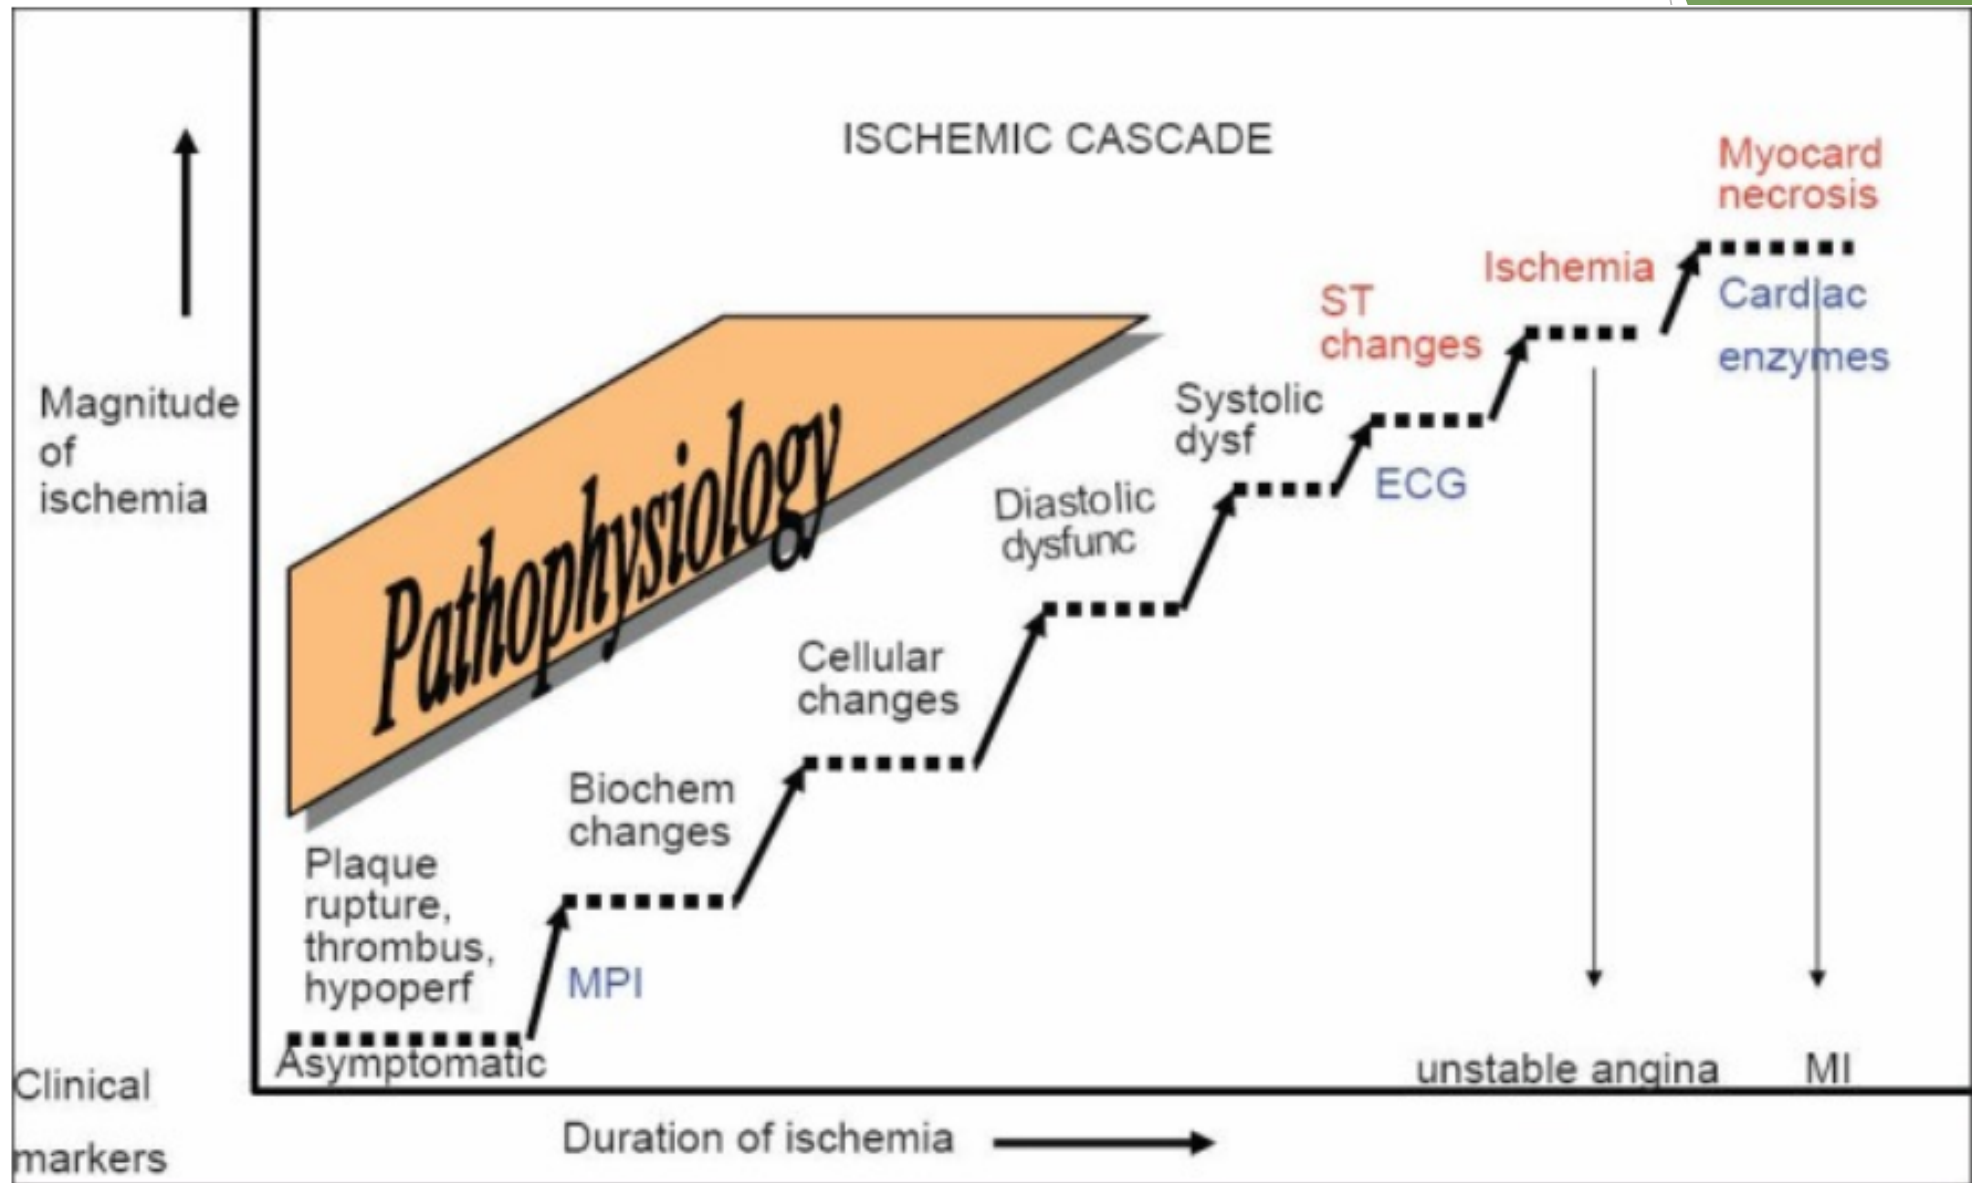 ISCHEMIC CASCADE
Magnitude
of
ischemia
Pathophysiology
Plaque
rupture,
thrombus,
hypoperf
Asymptomatic
MPI
Biochem
changes
Cellular
changes
Diastolic
dysfunc
Systolic
dysf
ST
changes
ECG
Ischemia
Myocard
necrosis
Cardiac
enzymes
unstable angina
MI
Clinical
markers
Duration of ischemia